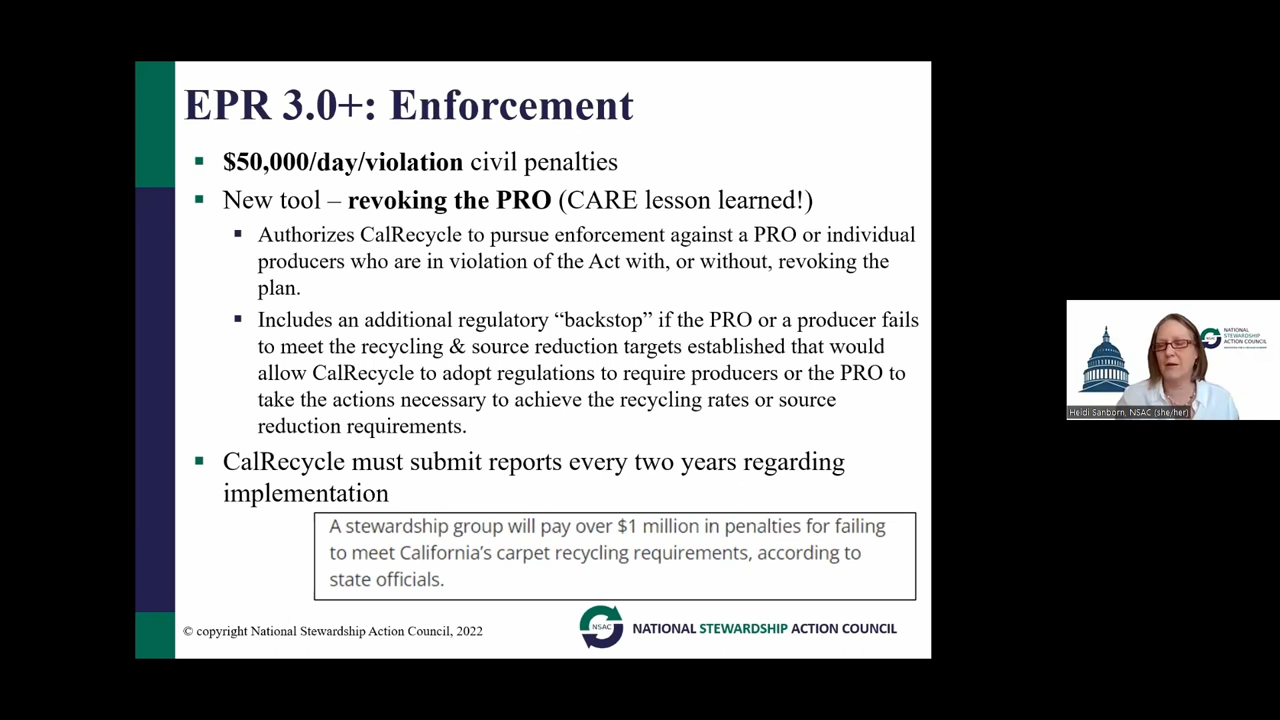 EPR 3.0+: Enforcement
▪ $50,000/day/violation civil penalties
▪ New tool – revoking the PRO (CARE lesson learned!)
▪ Authorizes CalRecycle to pursue enforcement against a PRO or individual
producers who are in violation of the Act with, or without, revoking the
plan.
▪ Includes an additional regulatory “backstop” if the PRO or a producer fails
to meet the recycling & source reduction targets established that would
allow CalRecycle to adopt regulations to require producers or the PRO to
take the actions necessary to achieve the recycling rates or source
reduction requirements.
▪ CalRecycle must submit reports every two years regarding
implementation
A stewardship group will pay over $1 million in penalties for failing
to meet California’s carpet recycling requirements, according to
state officials.
© copyright National Stewardship Action Council, 2022
NSAC
NATIONAL STEWARDSHIP ACTION COUNCIL
NATIONAL
STEWARDSHIP
ACTION COUNCIL
Heidi Sanborn, NSAC (she/her)